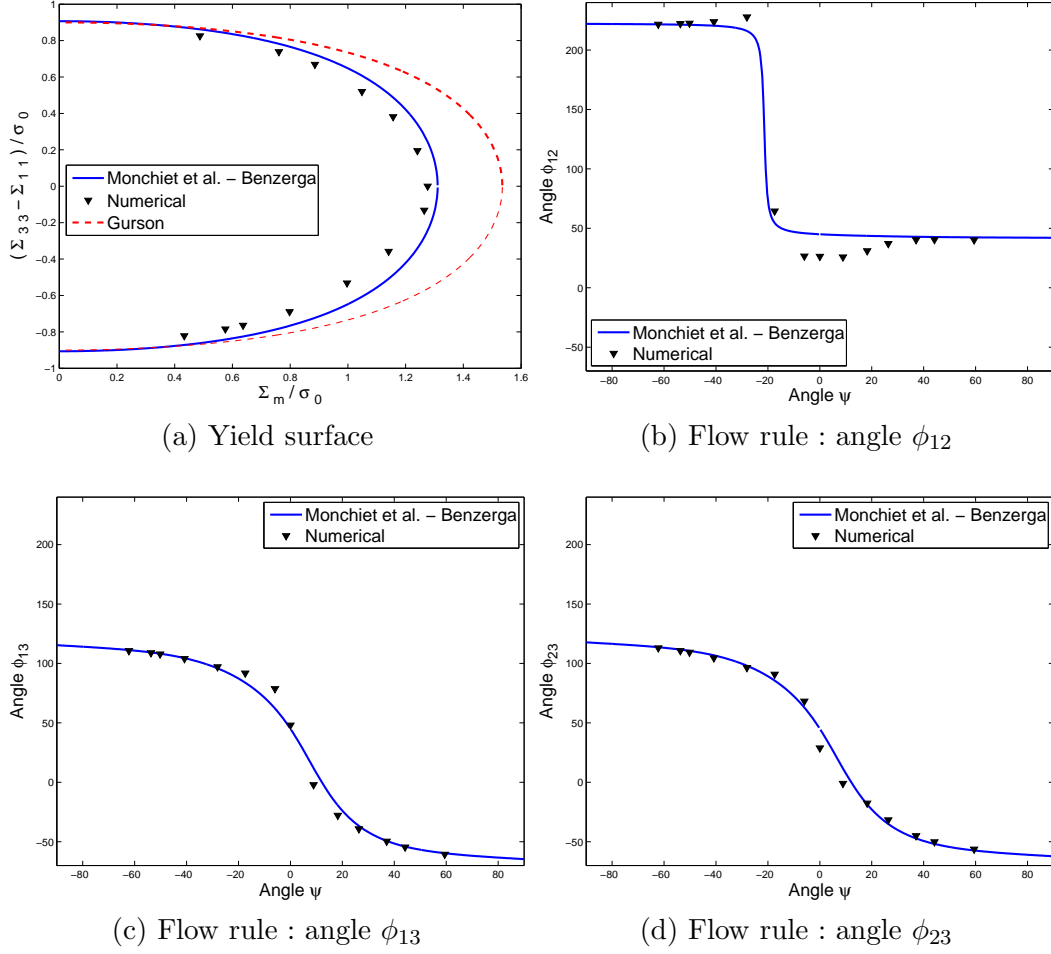 1
0.8
0.6
0.4
0.2
0
−0.2
−0.4
−0.6
−0.8
−1
0 0.2 0.4 0.6 0.8 1 1.2 1.4 1.6
(Σ33−Σ11)/σ0
Σm/σ0
Monchiet et al. − Benzerga
Numerical
Gurson
(a) Yield surface
200
150
100
50
0
−50
−80 −60 −40 −20 0 20 40 60 80
Angle ϕ12
Angle ψ
Monchiet et al. − Benzerga
Numerical
(b) Flow rule : angle ϕ12
200
150
100
50
0
−50
−80 −60 −40 −20 0 20 40 60 80
Angle ϕ13
Angle ψ
Monchiet et al. − Benzerga
Numerical
(c) Flow rule : angle ϕ13
200
150
100
50
0
−50
−80 −60 −40 −20 0 20 40 60 80
Angle ϕ23
Angle ψ
Monchiet et al. − Benzerga
Numerical
(d) Flow rule : angle ϕ23